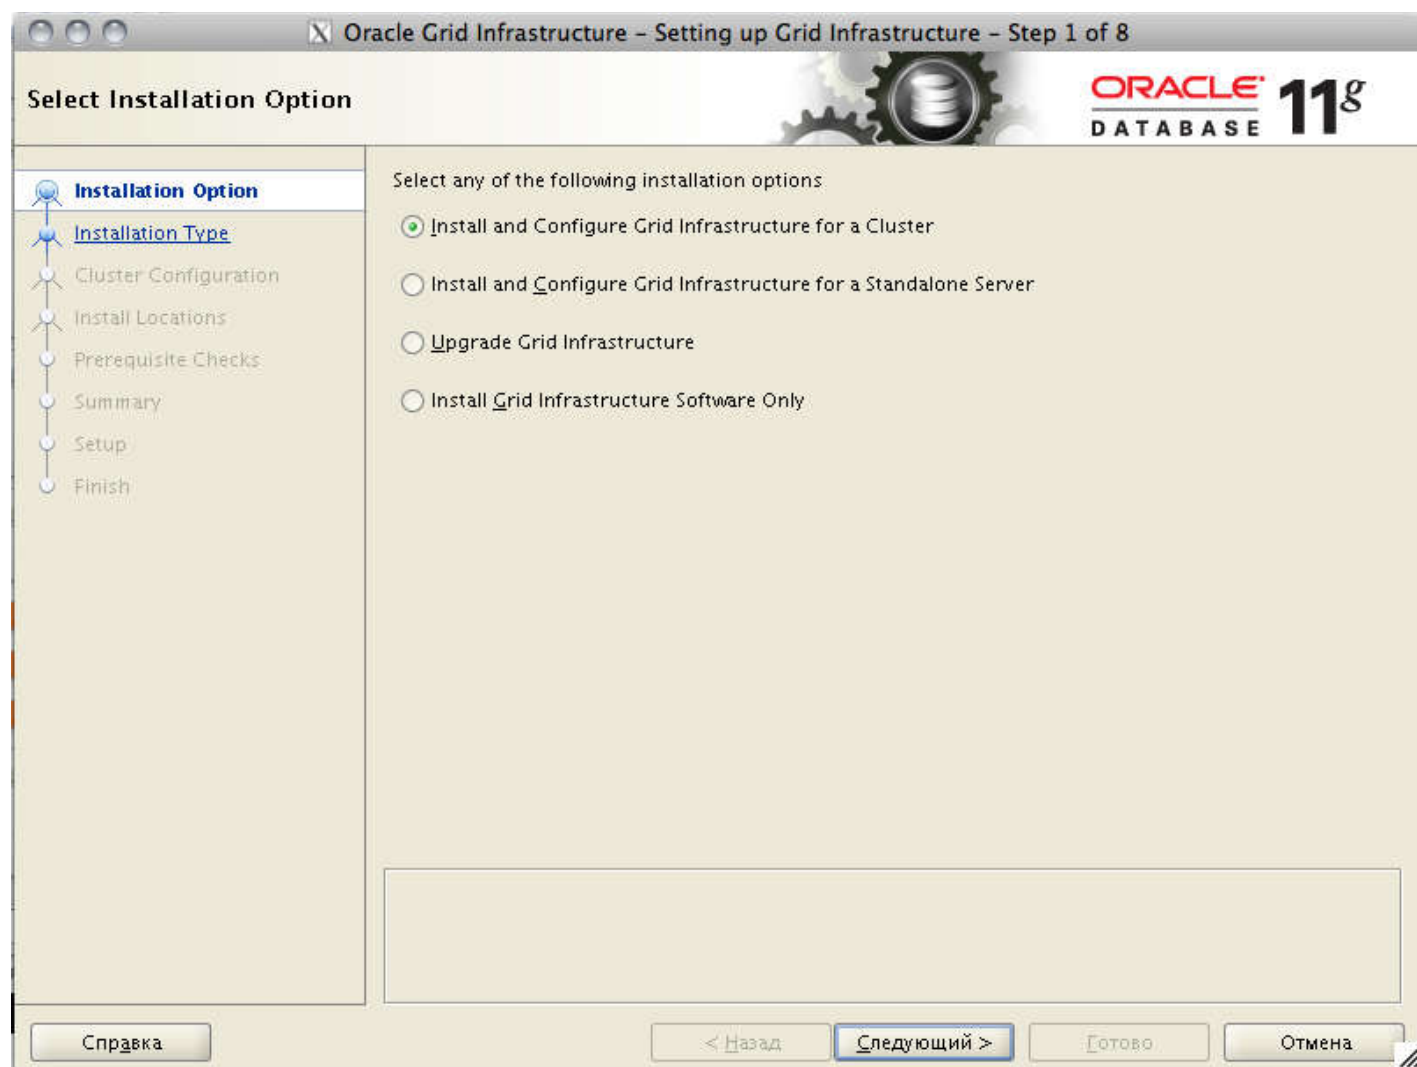 Oracle Grid Infrastructure – Setting up Grid Infrastructure – Step 1 of 8
Select Installation Option
ORACLE 11g
DATABASE
Installation Option
Installation Type
Cluster Configuration
Install Locations
Prerequisite Checks
Summary
Setup
Finish
Select any of the following installation options
Install and Configure Grid Infrastructure for a Cluster
Install and Configure Grid Infrastructure for a Standalone Server
Upgrade Grid Infrastructure
Install Grid Infrastructure Software Only
Справка
< Назад
Следующий >
Готово
Отмена